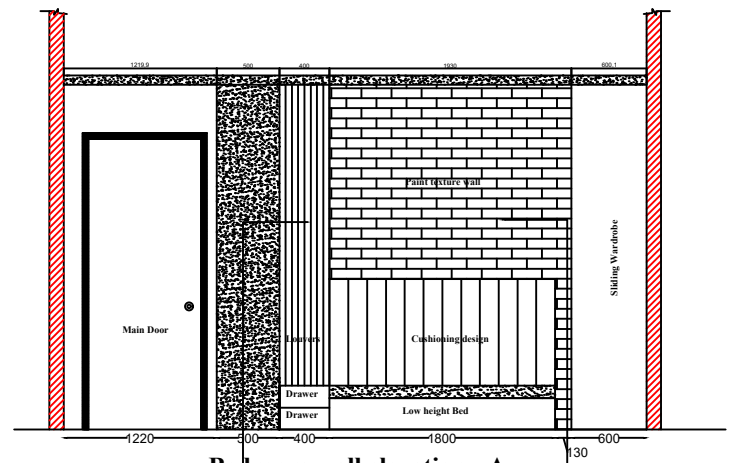 1219.9 500 400 1930 600.1
Paint texture wall
Sliding Wardrobe
Main Door
Louvers
Cushioning design
Drawer
Low height Bed
Drawer
1220 500 400 1800 600
130